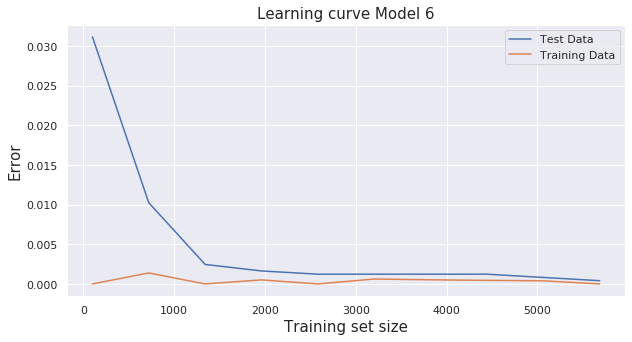 Learning curve Model 6
Test Data
Training Data
Error
0.030
0.025
0.020
0.015
0.010
0.005
0.000
0 1000 2000 3000 4000 5000
Training set size